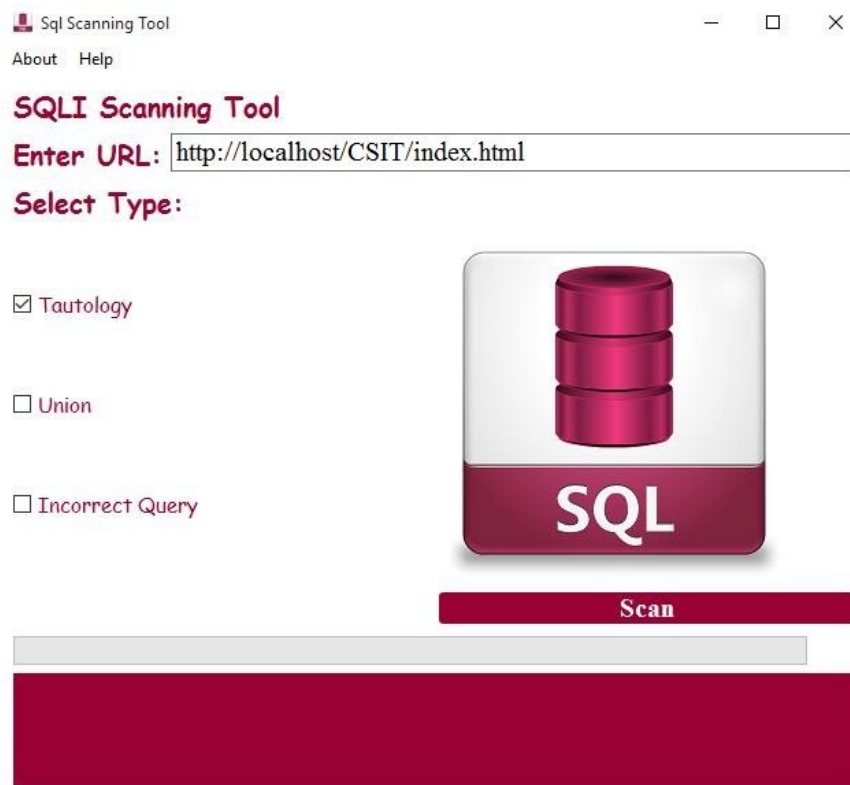 Sql Scanning Tool
About Help
SQLI Scanning Tool
Enter URL: http://localhost/CSIT/index.html
Select Type:
Tautology
Union
Incorrect Query
SQL
Scan